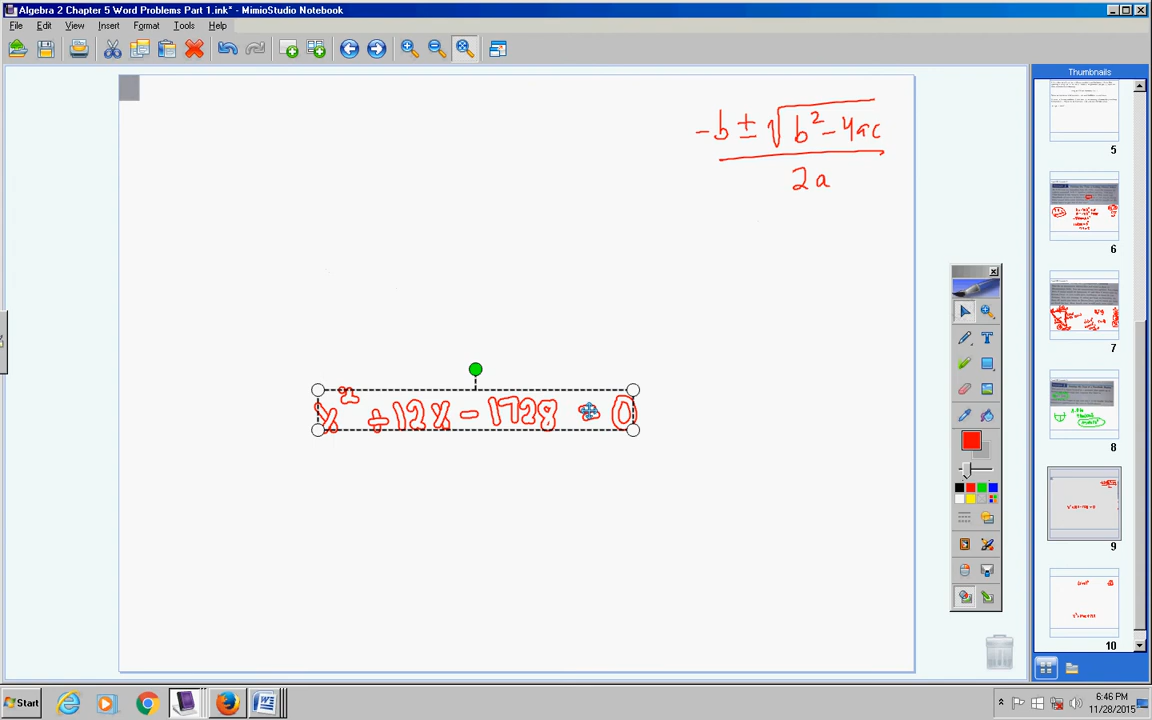 Algebra 2 Chapter 5 Word Problems Part 1.ink* - MimioStudio Notebook
File Edit View Insert Format Tools Help
Thumbnails
-b ± √b² - 4ac
2a
x² + 12x - 1728 = 0
5
6
7
8
9
10
T
Start
6:46 PM
11/28/2015